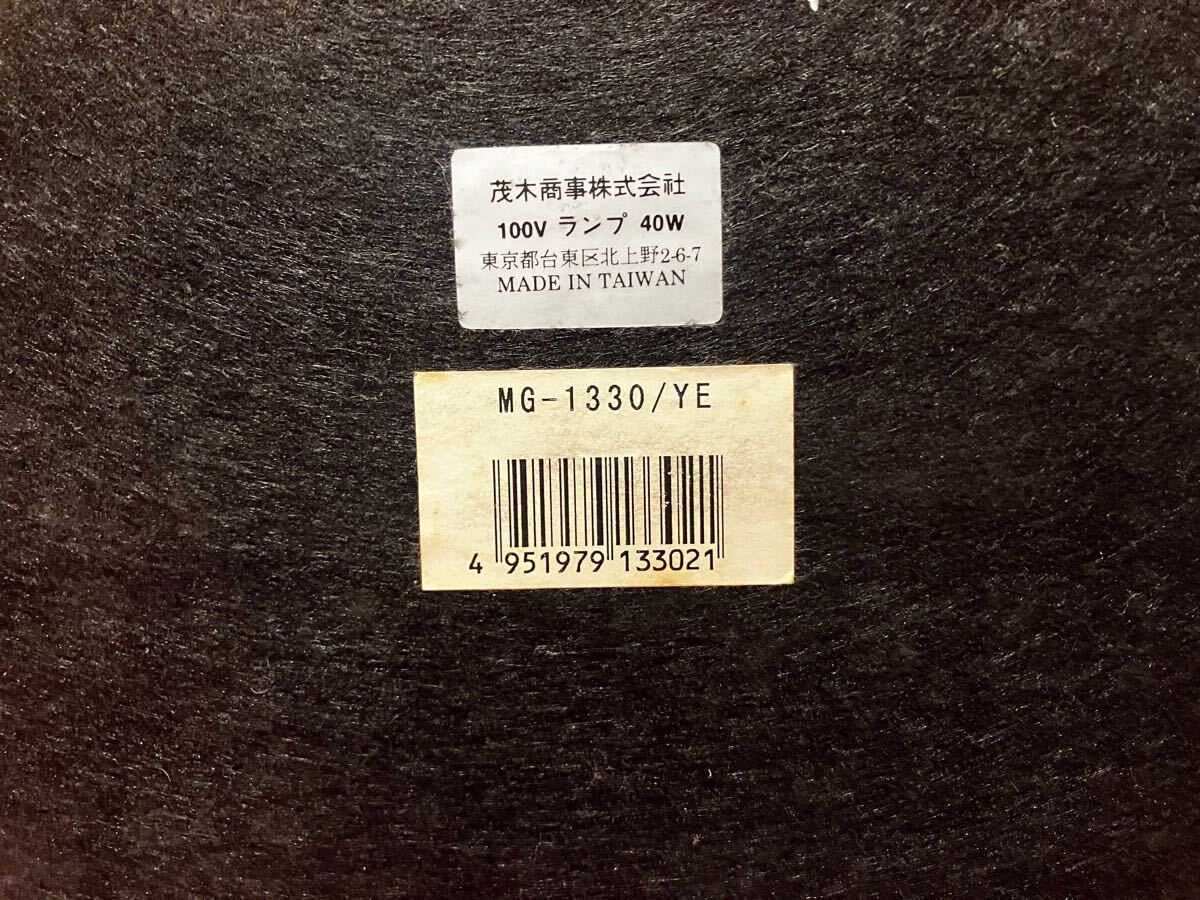 茂木商事株式会社
100V ランプ 40W
東京都台東区北上野2-6-7
MADE IN TAIWAN
MG-1330/YE
4 951979 133021